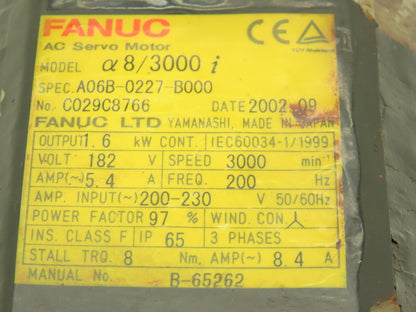 FANUC
AC Servo Motor
MODEL α8/3000 i
SPEC. A06B-0227-B000
No. C029C8766 DATE 2002.09
FANUC LTD YAMANASHI, MADE IN JAPAN
OUTPUT 1.6 kW CONT. IEC60034-1/1999
VOLT 182 V SPEED 3000 min⁻¹
AMP(~) 5.4 A FREQ. 200 Hz
AMP. INPUT(~) 200-230 V 50/60Hz
POWER FACTOR 97 % WIND. CON. 人
INS. CLASS F IP 65 3 PHASES
STALL TRQ. 8 Nm, AMP(~) 8.4 A
MANUAL No. B-65262